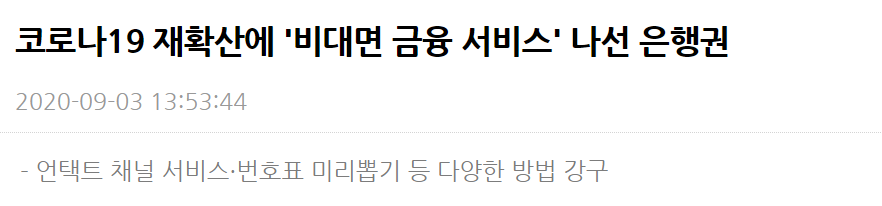 코로나19 재확산에 '비대면 금융 서비스' 나선 은행권
2020-09-03 13:53:44
- 언택트 채널 서비스·번호표 미리뽑기 등 다양한 방법 강구